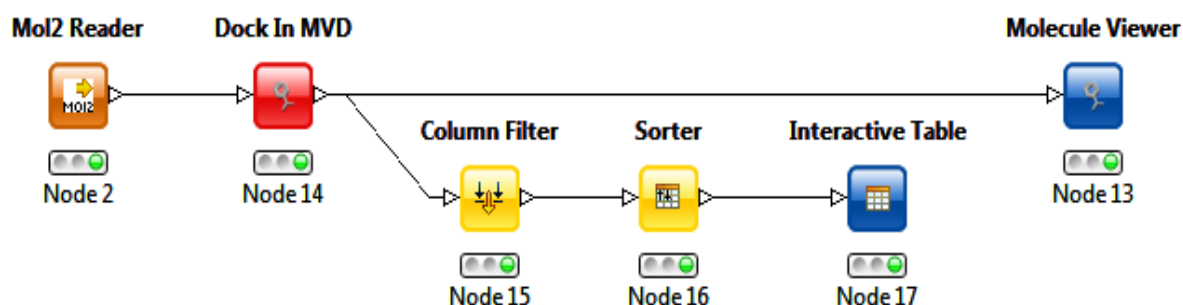 Mol2 Reader
Dock In MVD
Molecule Viewer
MOl2
Node 2
Node 14
Node 13
Column Filter
Sorter
Interactive Table
Node 15
Node 16
Node 17